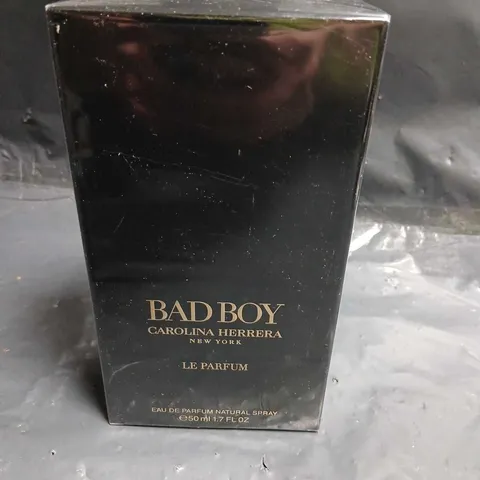 BAD BOY
CAROLINA HERRERA
NEW YORK
LE PARFUM
EAU DE PARFUM NATURAL SPRAY
℮50 ml 1.7 FL OZ